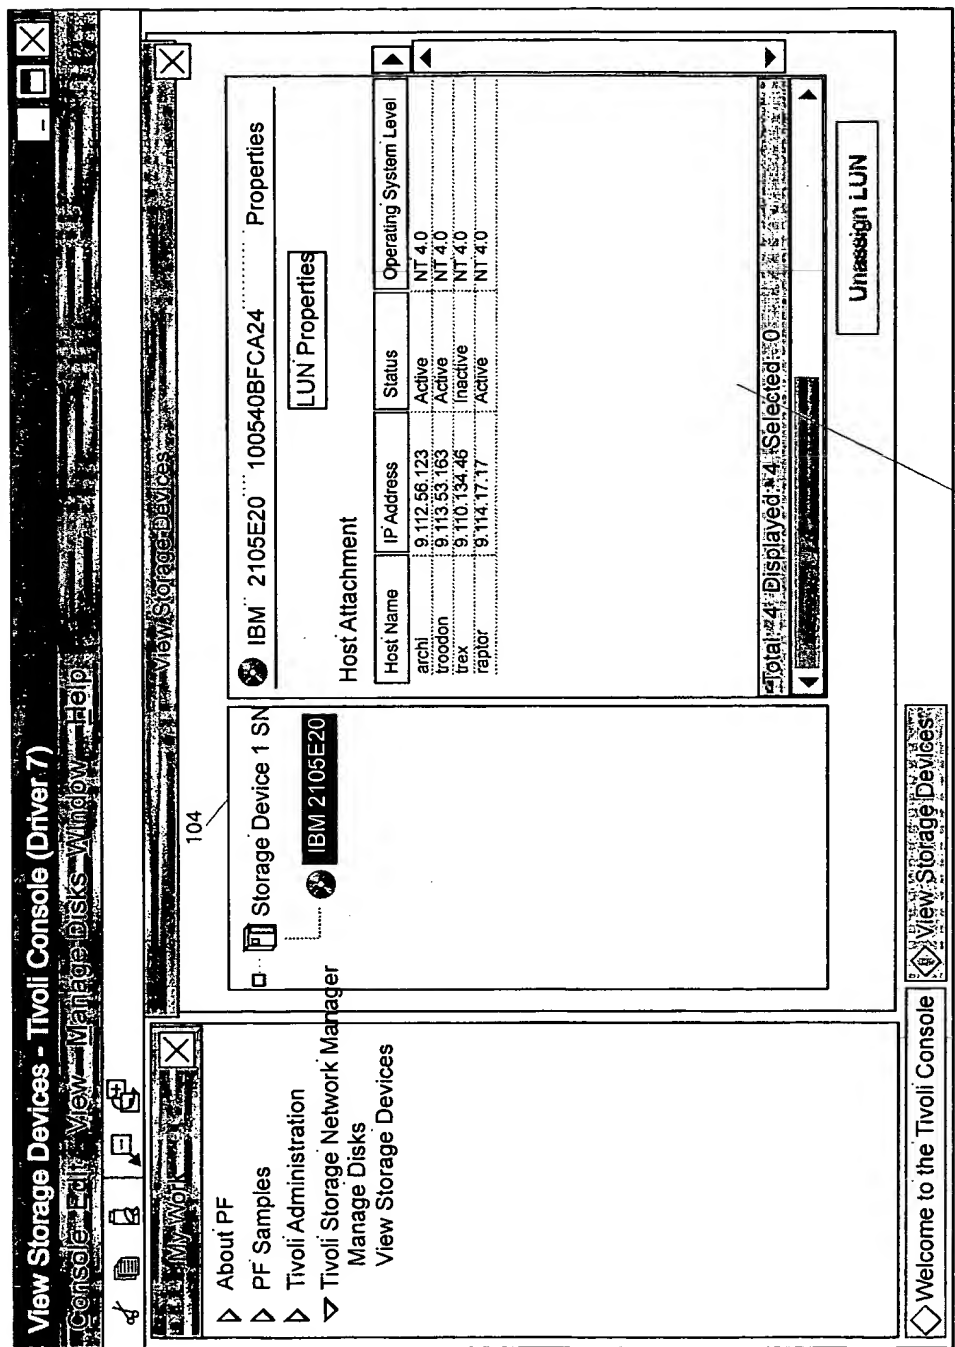 View Storage Devices - Tivoli Console (Driver 7)
Console Edit View Manage Disks Window Help
My Work
About PF
PF Samples
Tivoli Administration
Tivoli Storage Network Manager
Manage Disks
View Storage Devices
View Storage Devices
104
Storage Device 1 SN
IBM 2105E20
IBM 2105E20 100540BFCA24 Properties
LUN Properties
Host Attachment
Host Name IP Address Status Operating System Level
archi 9.112.56.123 Active NT 4.0
troodon 9.113.53.163 Active NT 4.0
trex 9.110.134.46 Inactive NT 4.0
raptor 9.114.17.17 Active NT 4.0
Total: 4 Displayed: 4 Selected: 0
Unassign LUN
Welcome to the Tivoli Console
View Storage Devices